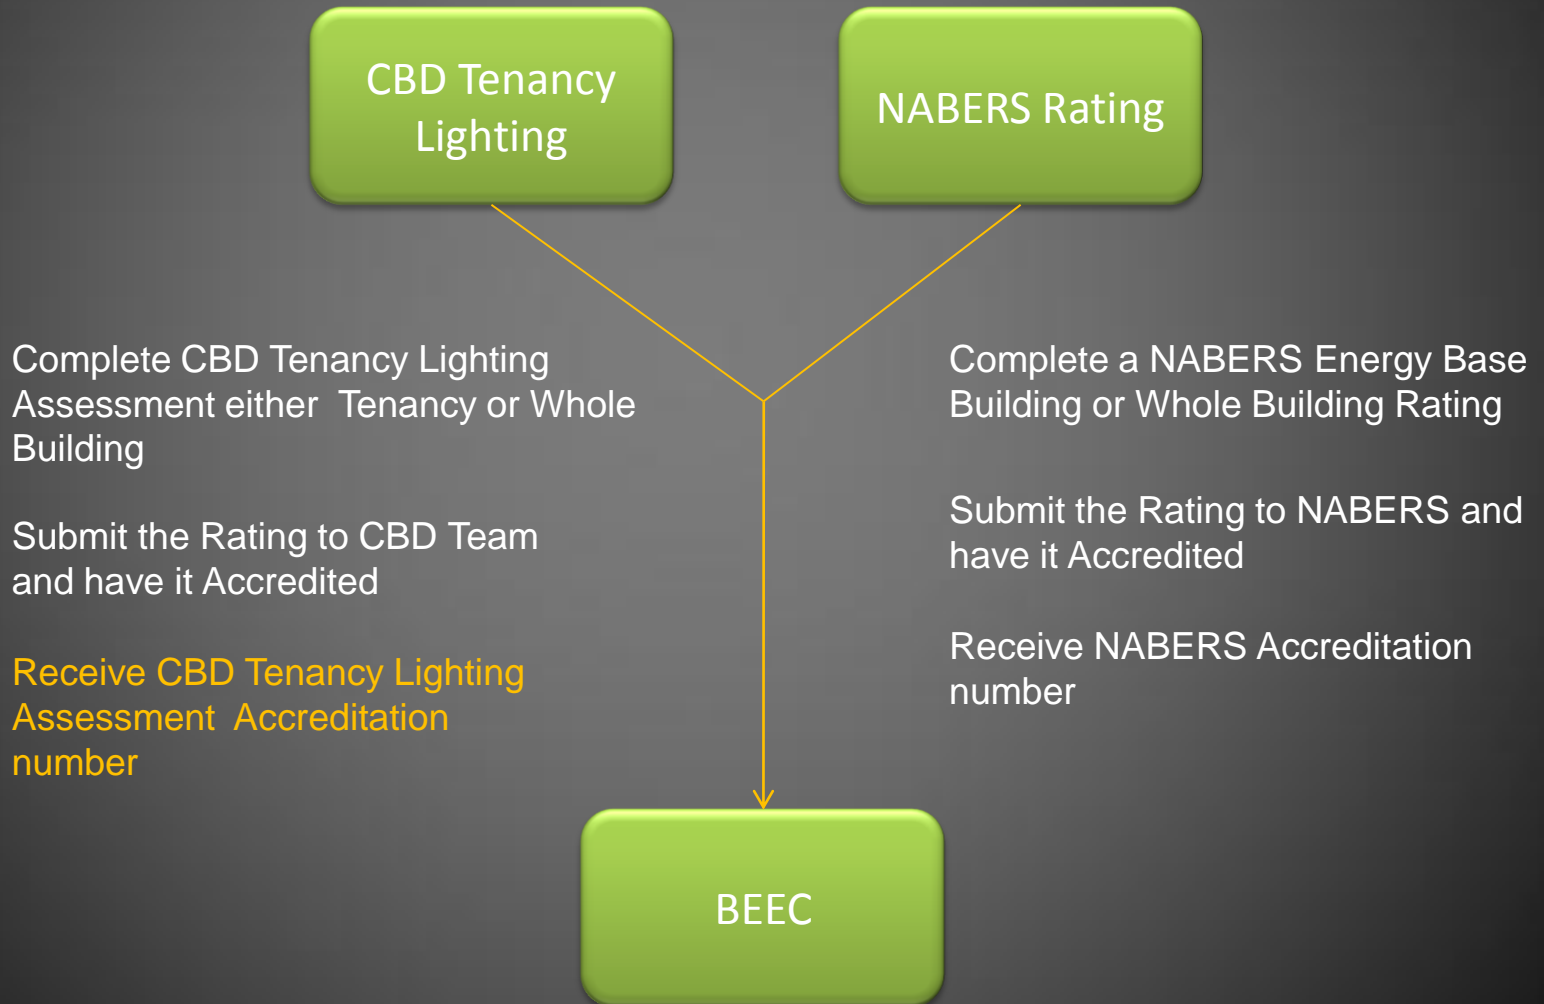 CBD Tenancy
Lighting
NABERS Rating
Complete CBD Tenancy Lighting
Assessment either  Tenancy or Whole
Building
Submit the Rating to CBD Team
and have it Accredited
Receive CBD Tenancy Lighting
Assessment  Accreditation
number
Complete a NABERS Energy Base
Building or Whole Building Rating
Submit the Rating to NABERS and
have it Accredited
Receive NABERS Accreditation
number
BEEC